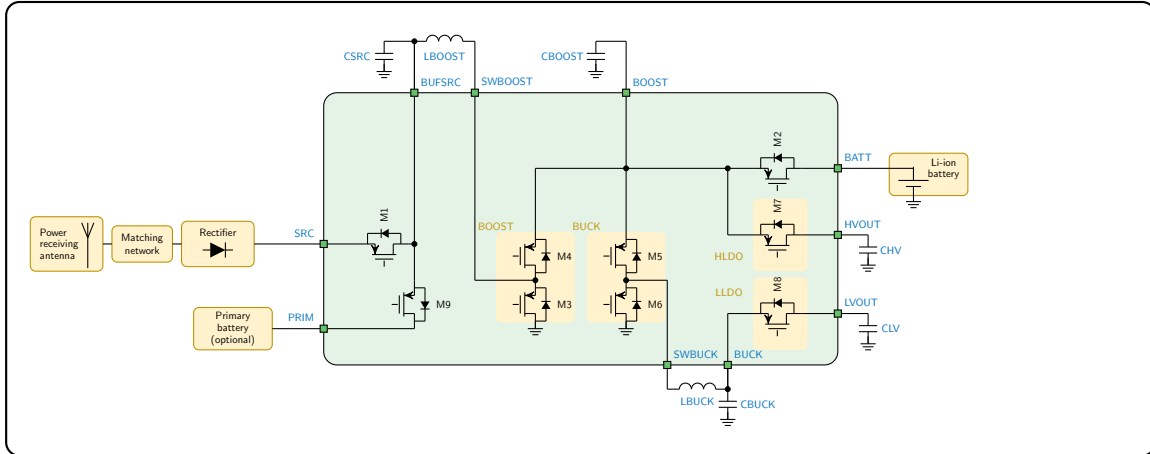 CSRC
LBOOST
CBOOST
BUFSRC
SWBOOST
BOOST
M2
BATT
Li-ion
battery
Power
receiving
antenna
Matching
network
Rectifier
SRC
M1
BOOST
BUCK
M7
HVOUT
HLDO
CHV
M4
M5
M9
M3
M6
LLDO
M8
LVOUT
CLV
Primary
battery
(optional)
PRIM
SWBUCK
BUCK
LBUCK
CBUCK